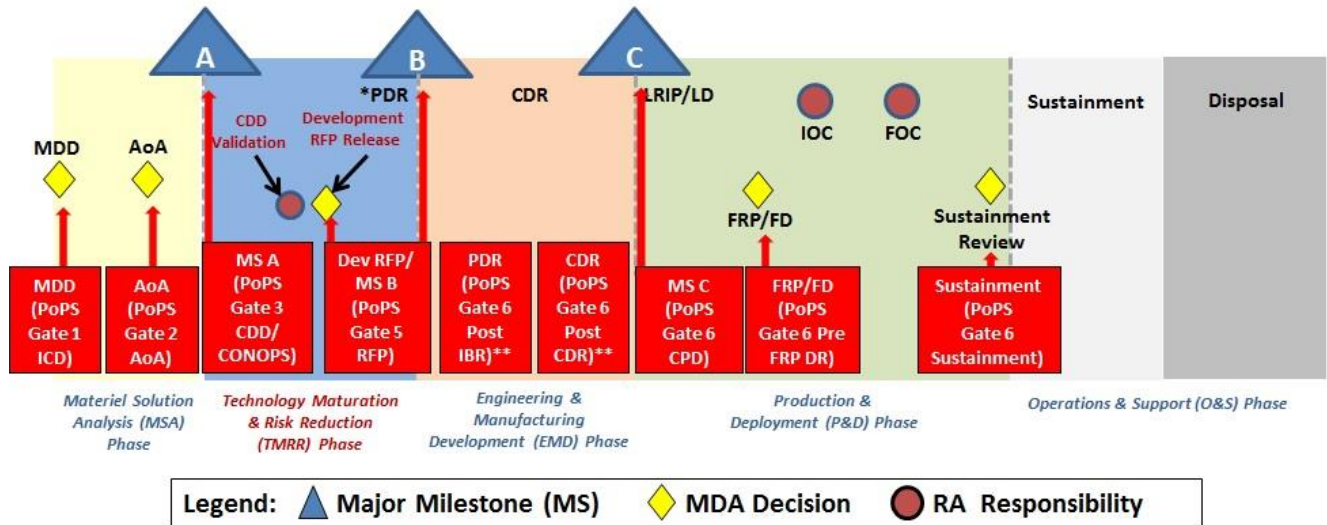 A
B
C
*PDR
CDR
LRIP/LD
IOC
FOC
Sustainment
Disposal
CDD
Validation
Development
RFP Release
MDD
AoA
FRP/FD
Sustainment
Review
MDD
(PoPS
Gate 1
ICD)
AoA
(PoPS
Gate 2
AoA)
MS A
(PoPS
Gate 3
CDD/
CONOPS)
Dev RFP/
MS B
(PoPS
Gate 5
RFP)
PDR
(PoPS
Gate 6
Post
IBR)**
CDR
(PoPS
Gate 6
Post
CDR)**
MS C
(PoPS
Gate 6
CPD)
FRP/FD
(PoPS
Gate 6 Pre
FRP DR)
Sustainment
(PoPS
Gate 6
Sustainment)
Materiel Solution
Analysis (MSA)
Phase
Technology Maturation
& Risk Reduction
(TMRR) Phase
Engineering &
Manufacturing
Development (EMD) Phase
Production &
Deployment (P&D) Phase
Operations & Support (O&S) Phase
Legend:
Major Milestone (MS)
MDA Decision
RA Responsibility